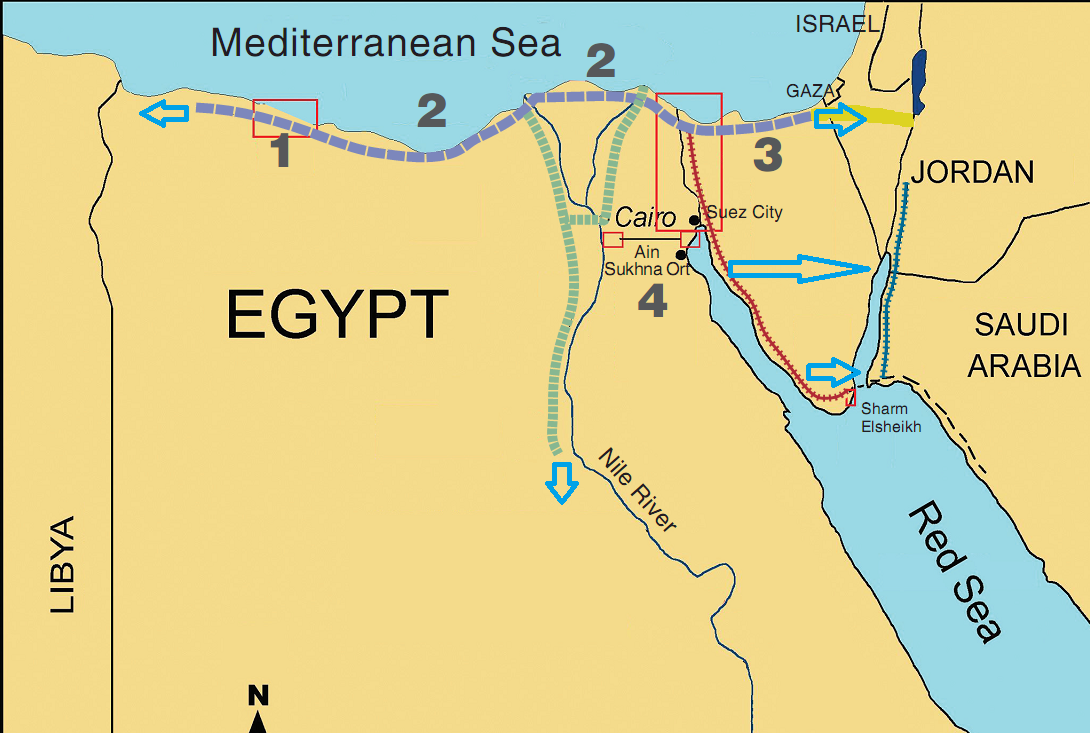 ISRAEL
Mediterranean Sea
2
GAZA
2
1
3
JORDAN
Cairo
Suez City
Ain
Sukhna Ort
4
EGYPT
SAUDI
ARABIA
Sharm
Elsheikh
Nile River
Red Sea
LIBYA
N